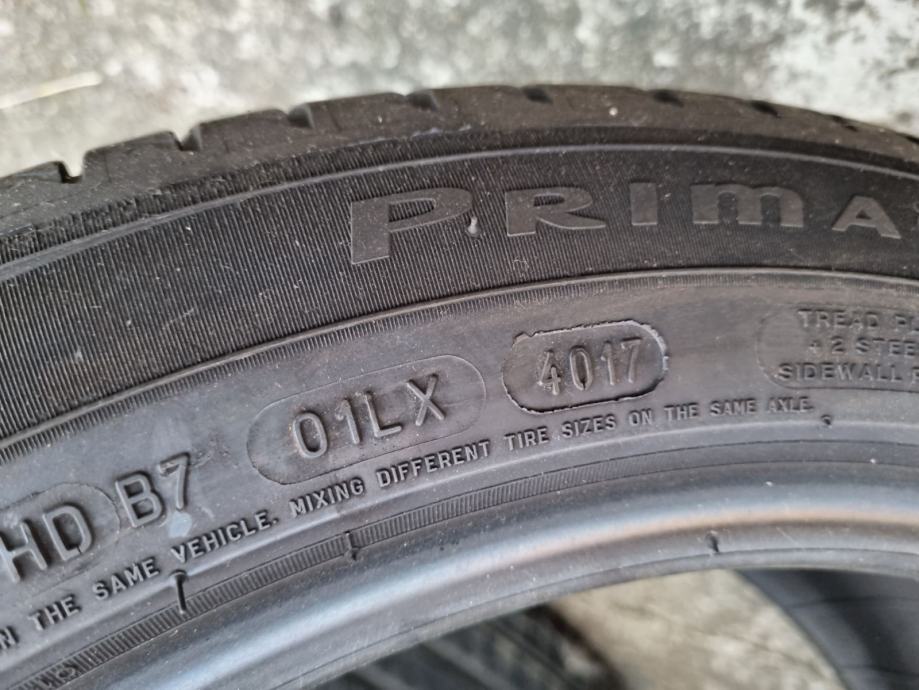 PRIMA
HD B7 01LX 4017
TREAD
+ 2 STEE
SIDEWALL
N THE SAME VEHICLE. MIXING DIFFERENT TIRE SIZES ON THE SAME AXLE.